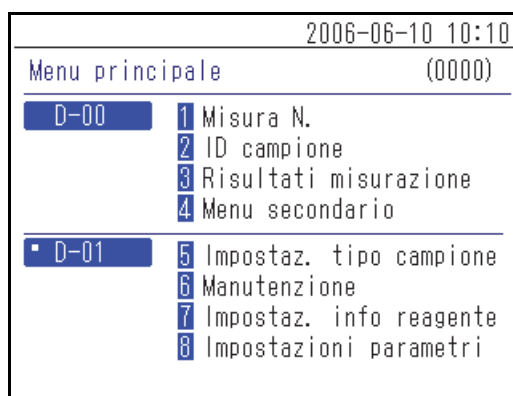 2006-06-10 10:10
Menu principale (0000)
D-00 1 Misura N.
2 ID campione
3 Risultati misurazione
4 Menu secondario
D-01 5 Impostaz. tipo campione
6 Manutenzione
7 Impostaz. info reagente
8 Impostazioni parametri